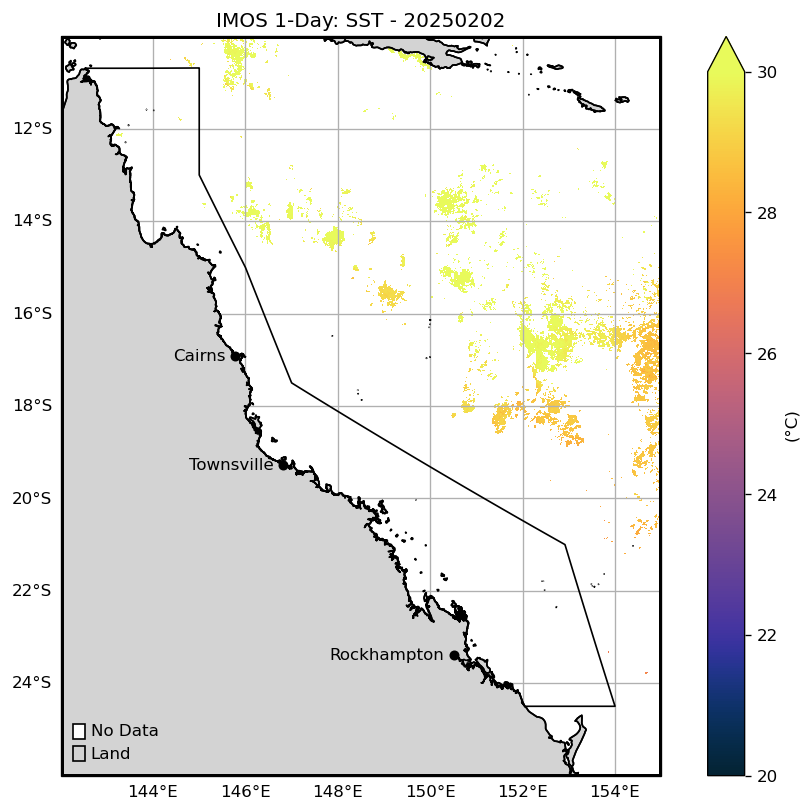 IMOS 1-Day: SST - 20250202
12°S
14°S
16°S
18°S
20°S
22°S
24°S
Cairns
Townsville
Rockhampton
No Data
Land
144°E 146°E 148°E 150°E 152°E 154°E
30
28
26
24
22
20
(°C)